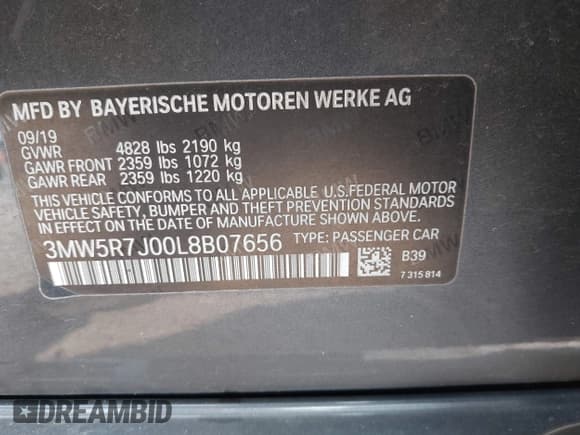 MFD BY BAYERISCHE MOTOREN WERKE AG
09/19
GVWR 4828 lbs 2190 kg
GAWR FRONT 2359 lbs 1072 kg
GAWR REAR 2359 lbs 1220 kg
THIS VEHICLE CONFORMS TO ALL APPLICABLE U.S.FEDERAL MOTOR
VEHICLE SAFETY, BUMPER AND THEFT PREVENTION STANDARDS
IN EFFECT ON THE DATE OF MANUFACTURE SHOWN ABOVE.
3MW5R7J00L8B07656 TYPE: PASSENGER CAR
B39
7 315 814
DREAMBID